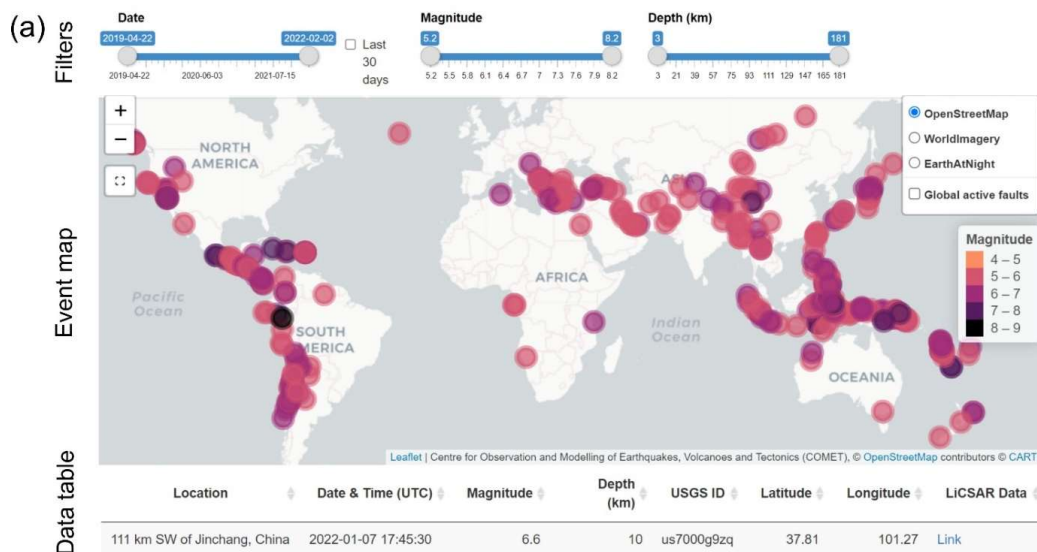 (a)
Filters
Date
2019-04-22 2022-02-02
2019-04-22 2020-06-03 2021-07-15
Last
30
days
Magnitude
5.2 8.2
5.2 5.5 5.8 6.1 6.4 6.7 7 7.3 7.6 7.9 8.2
Depth (km)
3 181
3 21 39 57 75 93 111 129 147 165 181
Event map
+
−
NORTH
AMERICA
ASIA
AFRICA
Pacific
Ocean
SOUTH
AMERICA
Indian
Ocean
OCEANIA
OpenStreetMap
WorldImagery
EarthAtNight
Global active faults
Magnitude
4 – 5
5 – 6
6 – 7
7 – 8
8 – 9
Leaflet | Centre for Observation and Modelling of Earthquakes, Volcanoes and Tectonics (COMET), © OpenStreetMap contributors © CART
Data table
Location Date & Time (UTC) Magnitude Depth (km) USGS ID Latitude Longitude LiCSAR Data
111 km SW of Jinchang, China 2022-01-07 17:45:30 6.6 10 us7000g9zq 37.81 101.27 Link